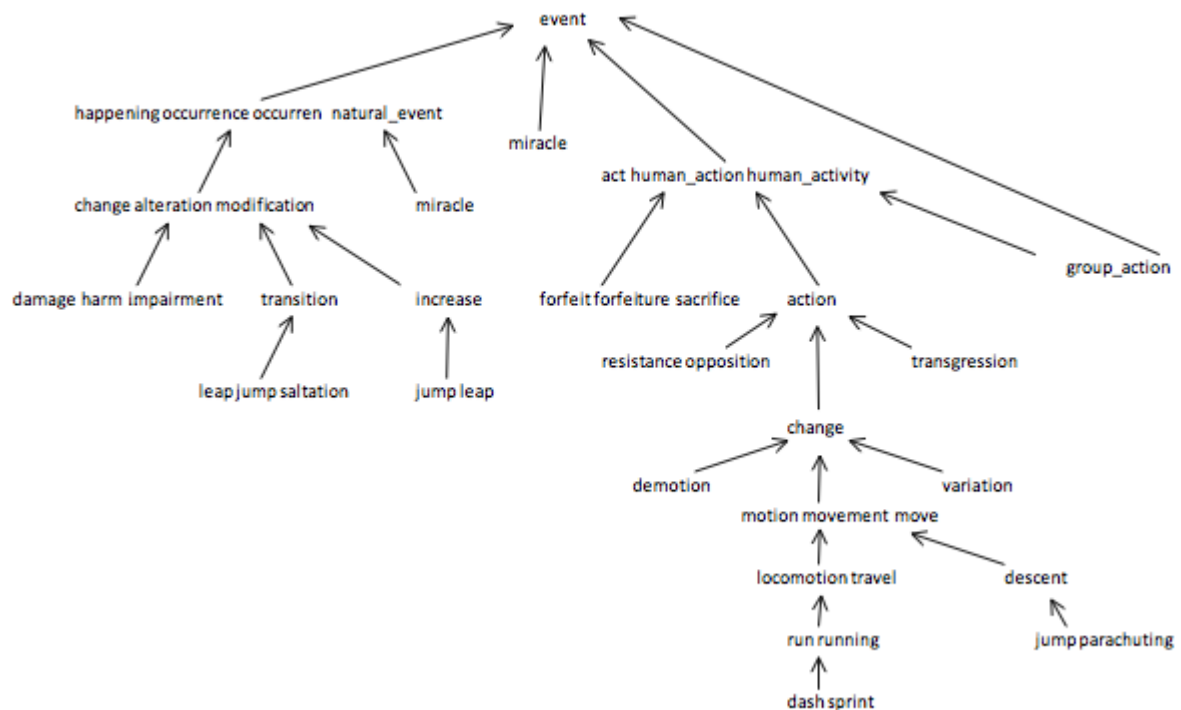 event
happening occurrence occurren natural_event
miracle
act human_action human_activity
change alteration modification
miracle
group_action
damage harm impairment
transition
increase
forfeit forfeiture sacrifice
action
resistance opposition
transgression
leap jump saltation
jump leap
change
demotion
variation
motion movement move
locomotion travel
descent
run running
jump parachuting
dash sprint